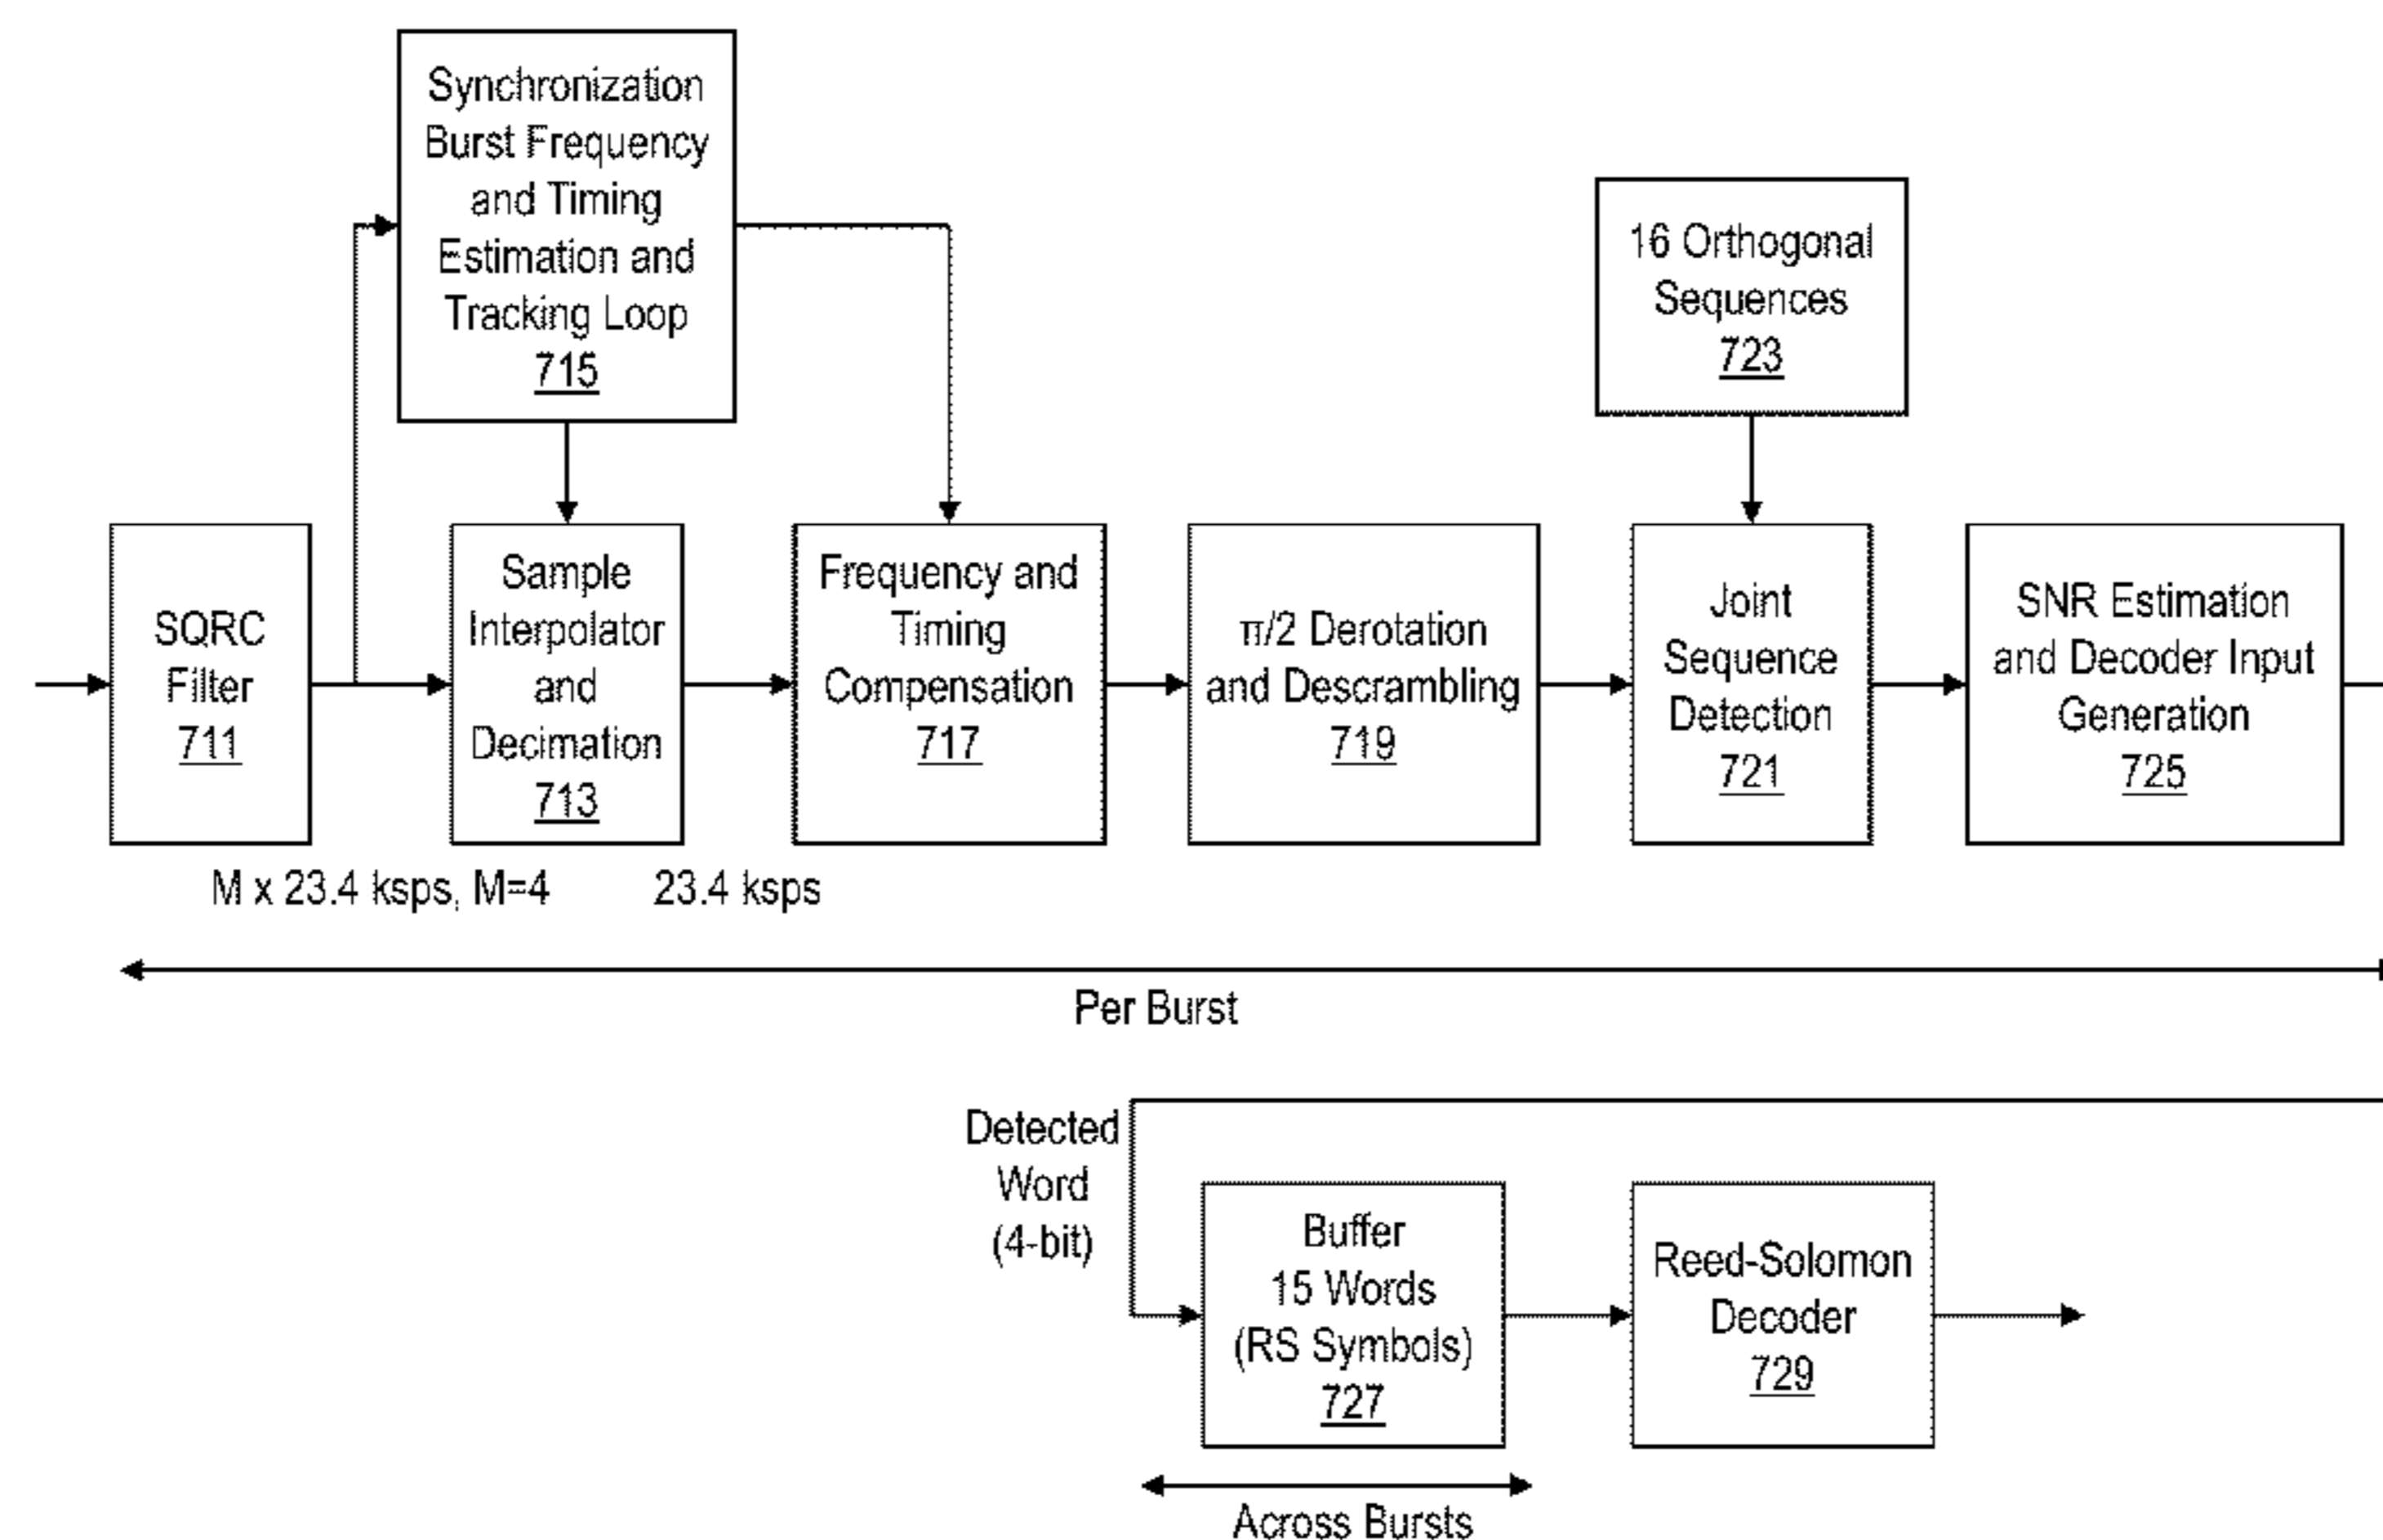 Synchronization
Burst Frequency
and Timing
Estimation and
Tracking Loop
715
16 Orthogonal
Sequences
723
SQRC
Filter
711
Sample
Interpolator
and
Decimation
713
Frequency and
Timing
Compensation
717
π/2 Derotation
and Descrambling
719
Joint
Sequence
Detection
721
SNR Estimation
and Decoder Input
Generation
725
M x 23.4 ksps, M=4
23.4 ksps
Per Burst
Detected
Word
(4-bit)
Buffer
15 Words
(RS Symbols)
727
Reed-Solomon
Decoder
729
Across Bursts